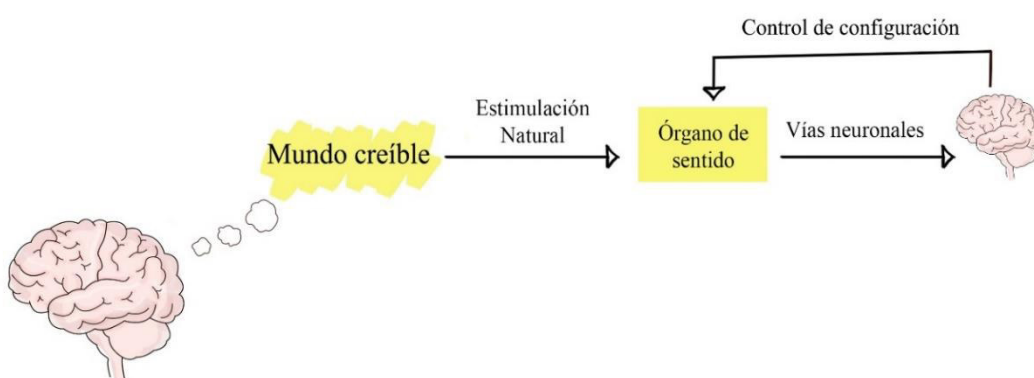 Control de configuración
Estimulación
Natural
Mundo creíble
Órgano de
sentido
Vías neuronales